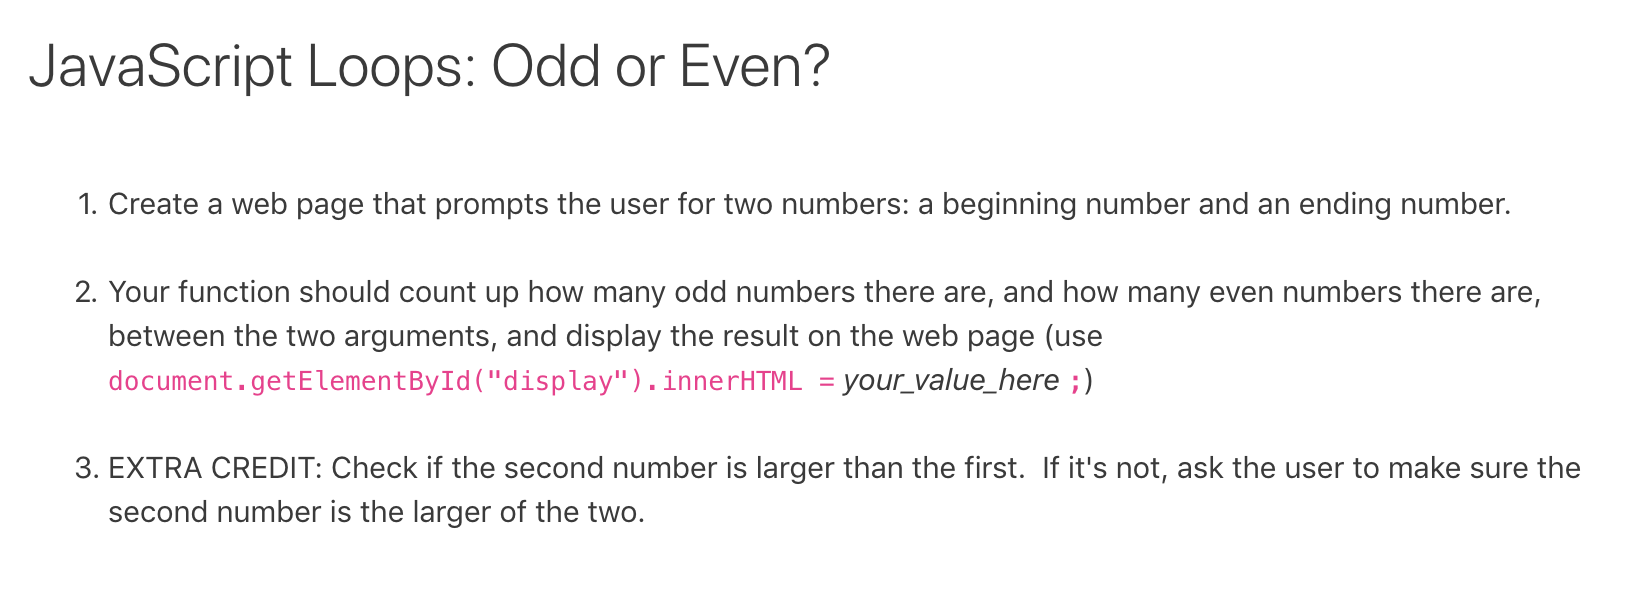 JavaScript Loops: Odd or Even?
1. Create a web page that prompts the user for two numbers: a beginning number and an ending number.
2. Your function should count up how many odd numbers there are, and how many even numbers there are,
between the two arguments, and display the result on the web page (use
document.getElementById("display").innerHTML = your_value_here ;)
3. EXTRA CREDIT: Check if the second number is larger than the first.  If it's not, ask the user to make sure the
second number is the larger of the two.